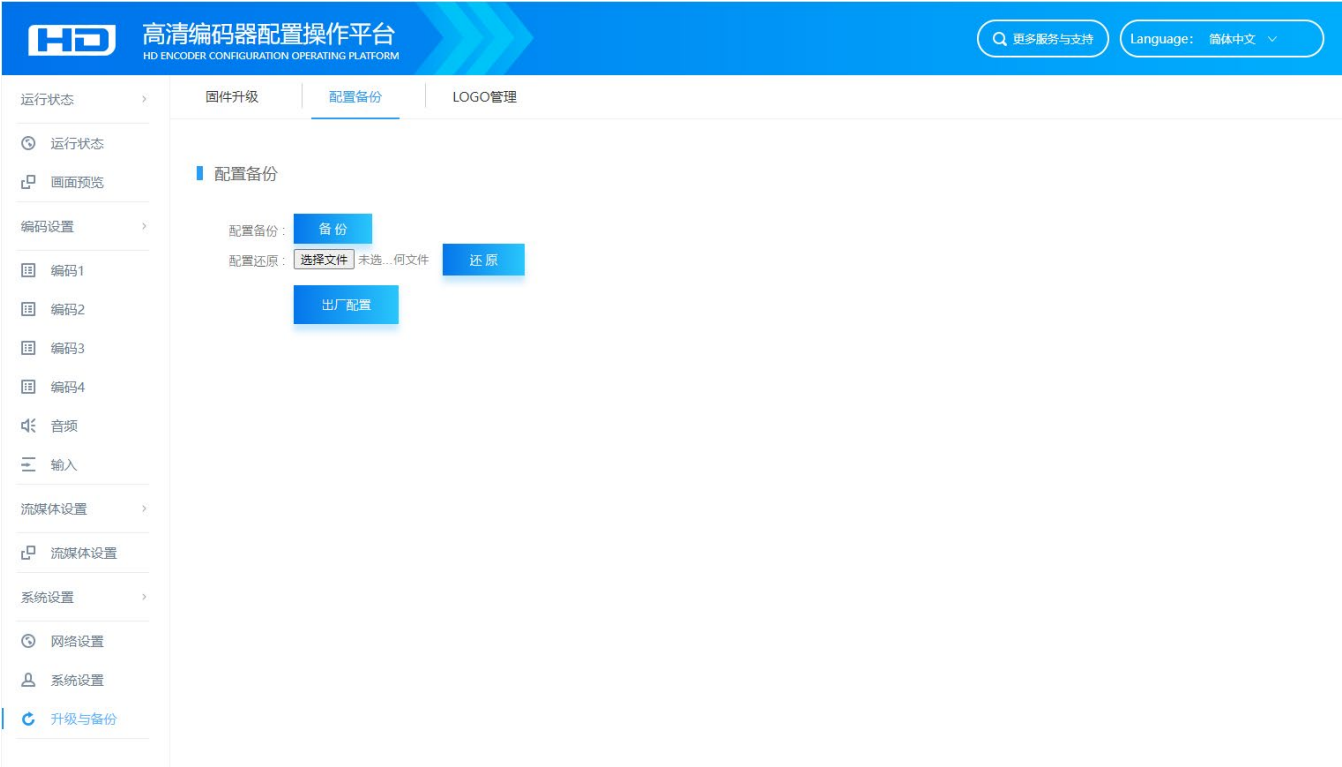 HD
高清编码器配置操作平台
HD ENCODER CONFIGURATION OPERATING PLATFORM
更多服务与支持
Language: 简体中文
运行状态
运行状态
画面预览
编码设置
编码1
编码2
编码3
编码4
音频
输入
流媒体设置
流媒体设置
系统设置
网络设置
系统设置
升级与备份
固件升级 配置备份 LOGO管理
配置备份
配置备份 : 备 份
配置还原 : 选择文件 未选...何文件 还 原
出厂配置